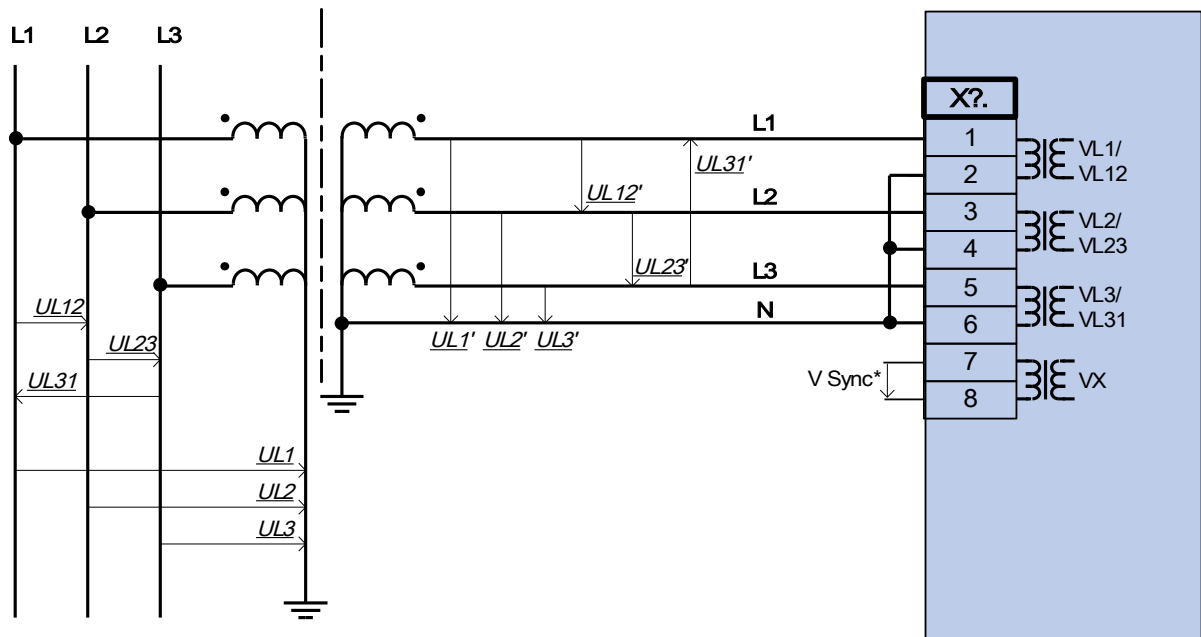 L1 L2 L3
X?.
L1
1
VL1/
VL12
2
UL31'
UL12'
L2
3
VL2/
VL23
4
UL23'
L3
5
VL3/
VL31
6
N
UL12
UL1' UL2' UL3'
UL23
7
V Sync*
VX
UL31
8
UL1
UL2
UL3